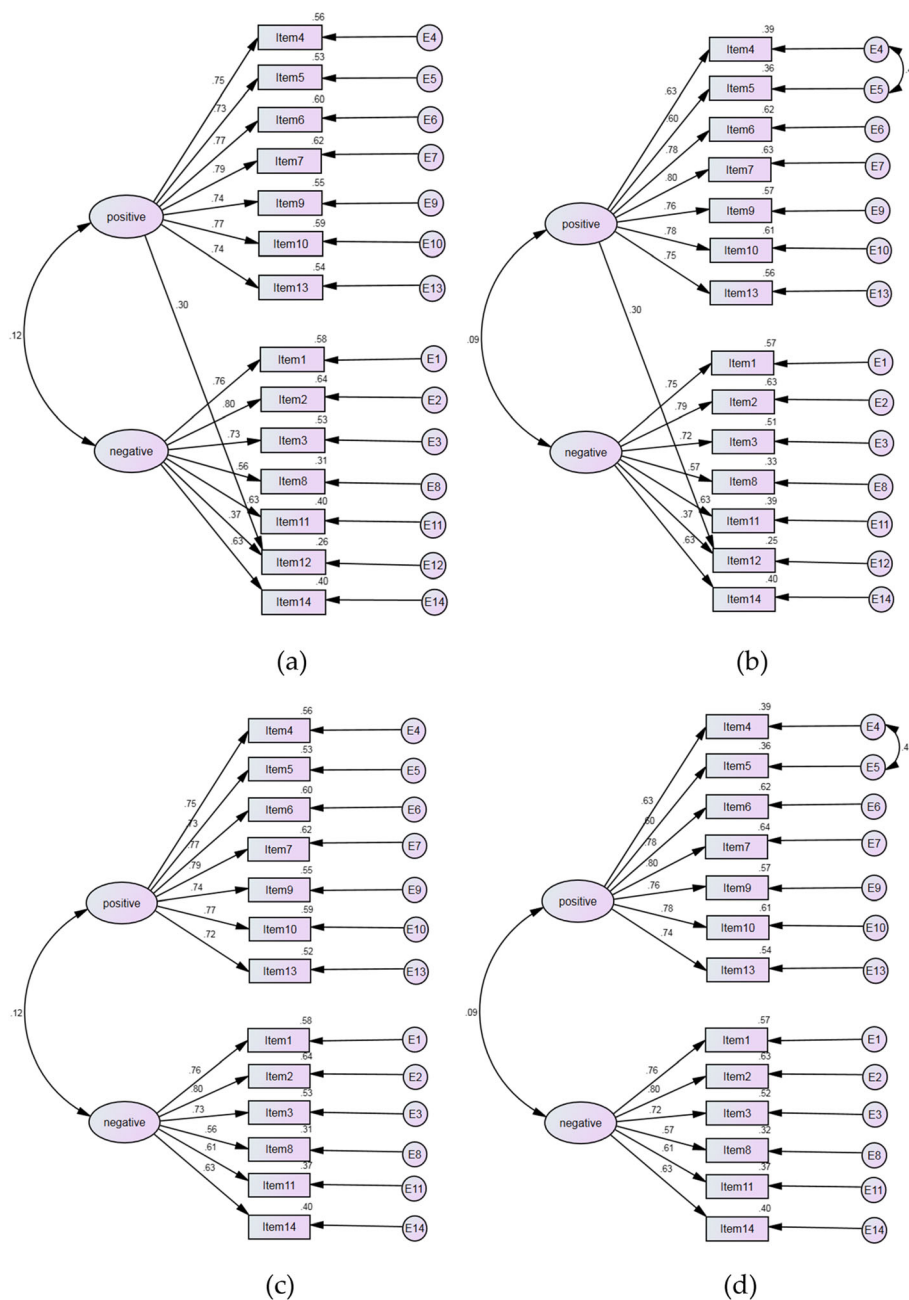 .56
Item4 E4
.75
.53
Item5 E5
.73
.60
Item6 E6
.77
.62
Item7 E7
.79
.55
Item9 E9
.74
.59
Item10 E10
.77
.54
Item13 E13
.74
positive
.30
.12
.58
Item1 E1
.76
.64
Item2 E2
.80
.53
Item3 E3
.73
.31
Item8 E8
.56
.40
Item11 E11
.63
.26
Item12 E12
.37
.40
Item14 E14
.63
negative
(a)
.39
Item4 E4
.63
.36
Item5 E5
.60
.62
Item6 E6
.78
.63
Item7 E7
.80
.57
Item9 E9
.76
.61
Item10 E10
.78
.56
Item13 E13
.75
positive
.30
.09
.57
Item1 E1
.75
.63
Item2 E2
.79
.51
Item3 E3
.72
.33
Item8 E8
.57
.39
Item11 E11
.63
.25
Item12 E12
.37
.40
Item14 E14
.63
negative
(b)
.56
Item4 E4
.75
.53
Item5 E5
.73
.60
Item6 E6
.77
.62
Item7 E7
.79
.55
Item9 E9
.74
.59
Item10 E10
.77
.52
Item13 E13
.72
positive
.12
.58
Item1 E1
.76
.64
Item2 E2
.80
.53
Item3 E3
.73
.31
Item8 E8
.56
.37
Item11 E11
.61
.40
Item14 E14
.63
negative
(c)
.39
Item4 E4
.63
.36
Item5 E5
.60
.4
.62
Item6 E6
.78
.64
Item7 E7
.80
.57
Item9 E9
.76
.61
Item10 E10
.78
.54
Item13 E13
.74
positive
.09
.57
Item1 E1
.76
.63
Item2 E2
.80
.52
Item3 E3
.72
.32
Item8 E8
.57
.37
Item11 E11
.61
.40
Item14 E14
.63
negative
(d)